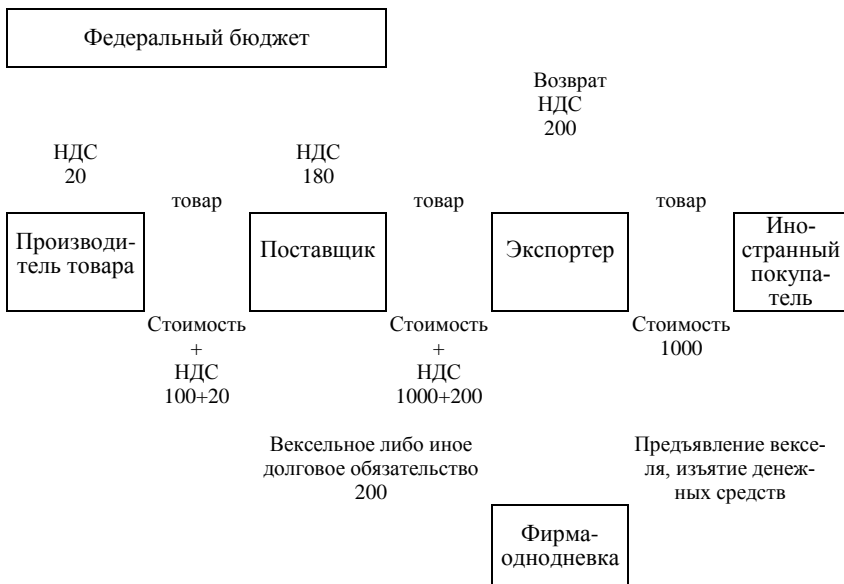 Федеральный бюджет
Возврат
НДС
200
НДС
20
НДС
180
товар
товар
товар
Производи-
тель товара
Поставщик
Экспортер
Ино-
странный
покупа-
тель
Стоимость
+
НДС
100+20
Стоимость
+
НДС
1000+200
Стоимость
1000
Вексельное либо иное
долговое обязательство
200
Предъявление вексе-
ля, изъятие денеж-
ных средств
Фирма-
однодневка